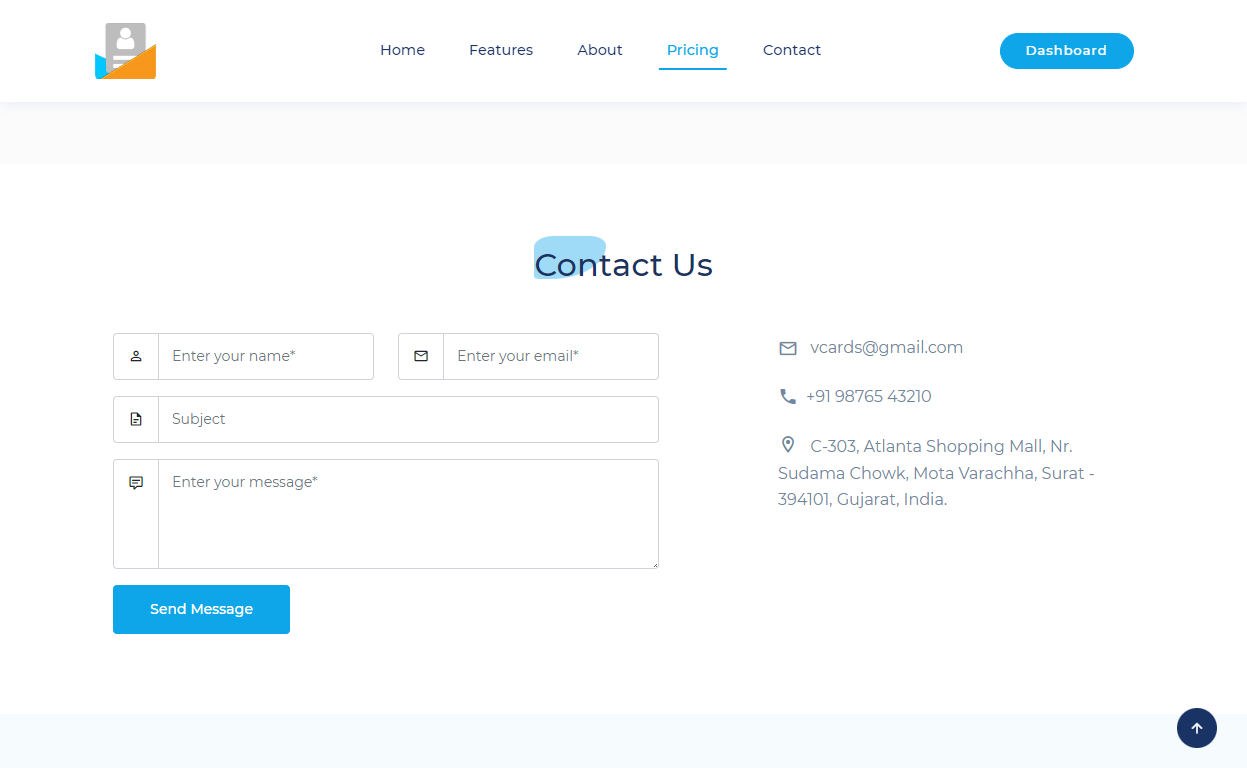 Home Features About Pricing Contact Dashboard
Contact Us
Enter your name* Enter your email*
Subject
Enter your message*
Send Message
vcards@gmail.com
+91 98765 43210
C-303, Atlanta Shopping Mall, Nr.
Sudama Chowk, Mota Varachha, Surat -
394101, Gujarat, India.